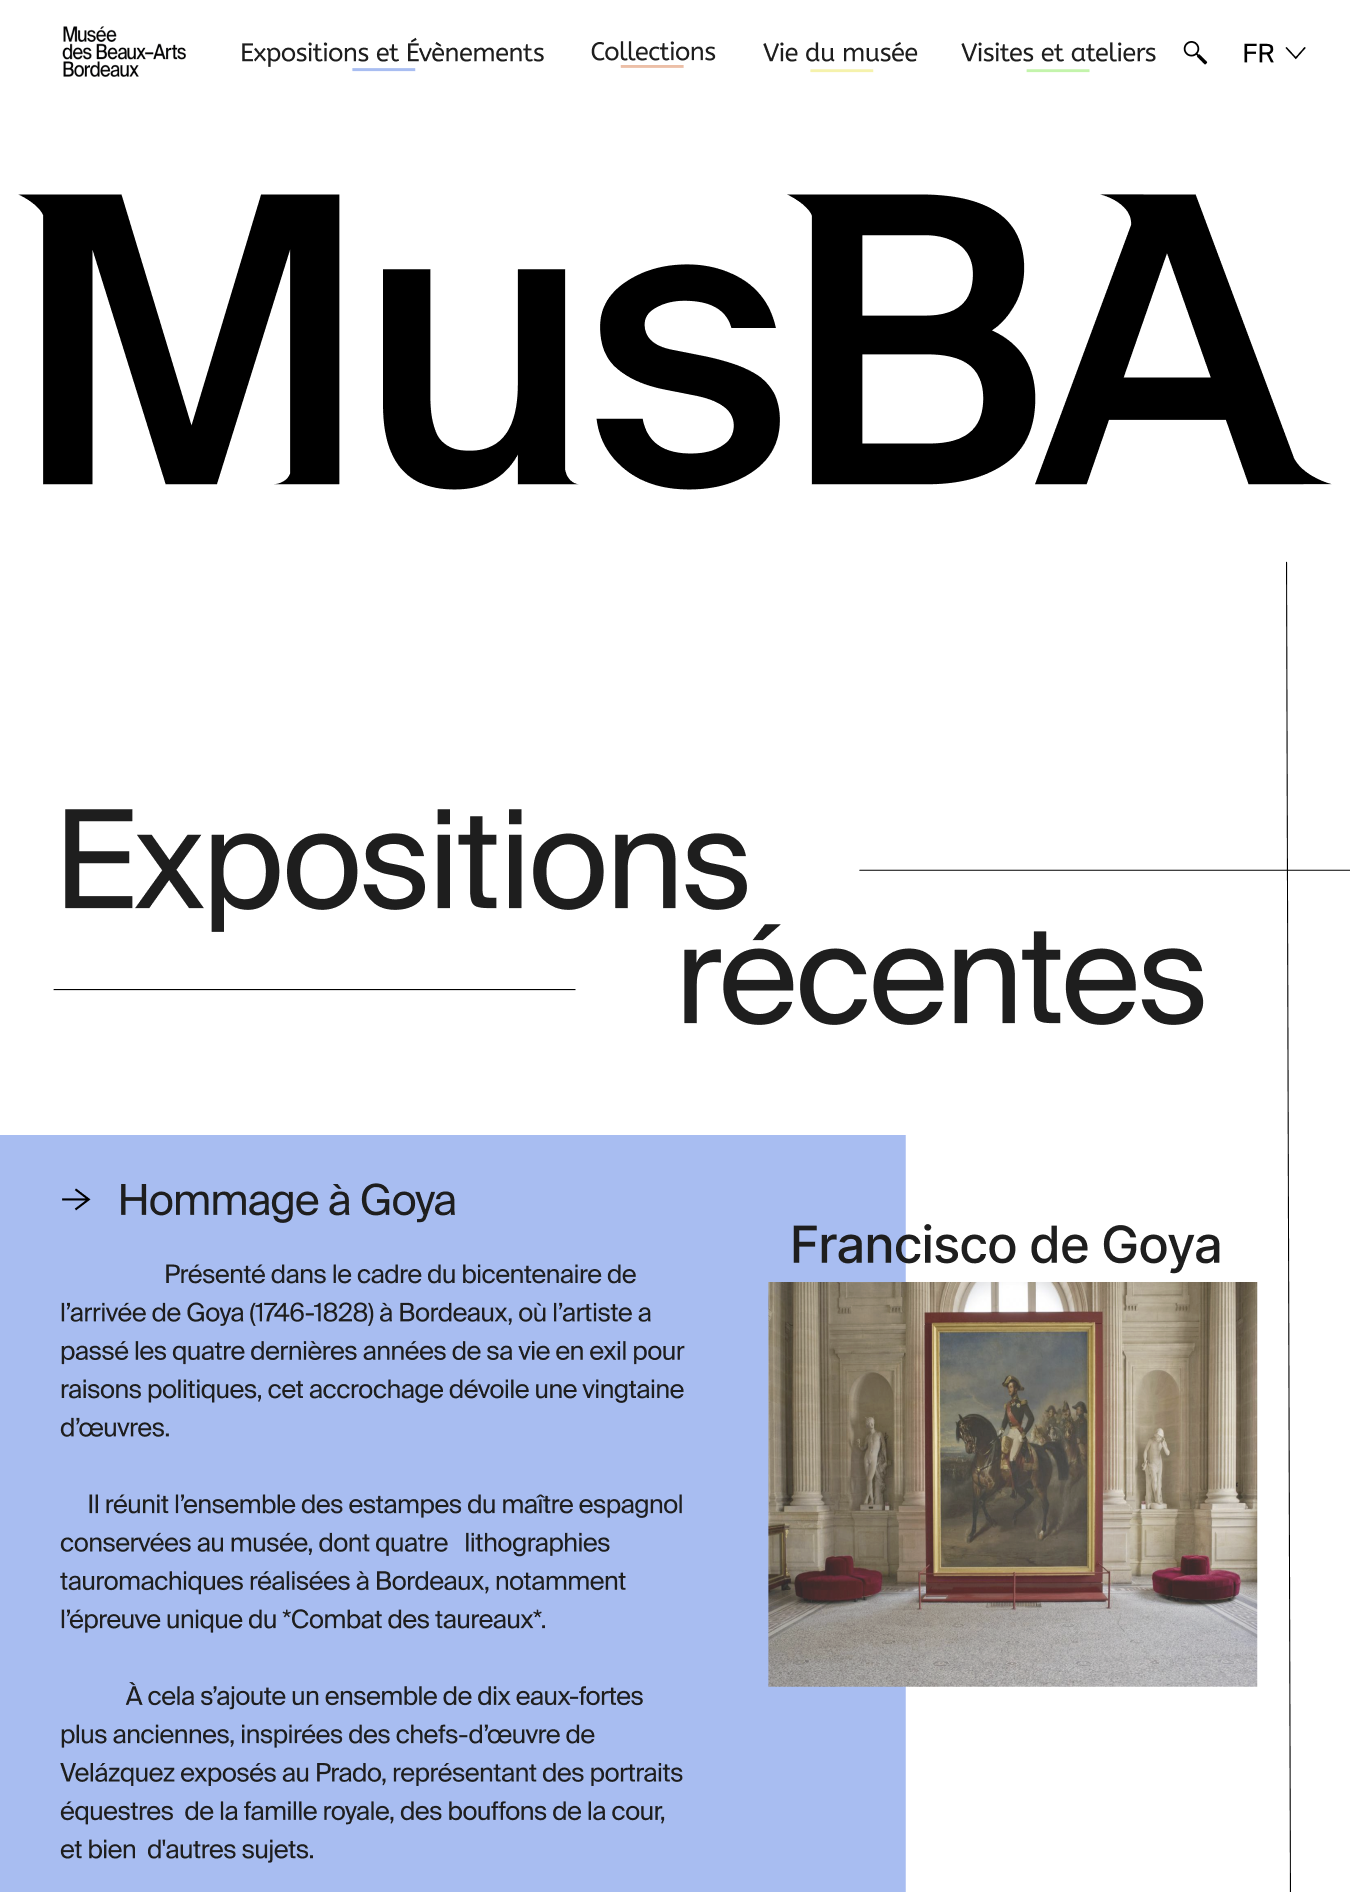 Musée
des Beaux-Arts
Bordeaux
Expositions et Évènements
Collections
Vie du musée
Visites et ateliers
FR
MusBA
Expositions
récentes
→ Hommage à Goya
Présenté dans le cadre du bicentenaire de
l’arrivée de Goya (1746-1828) à Bordeaux, où l’artiste a
passé les quatre dernières années de sa vie en exil pour
raisons politiques, cet accrochage dévoile une vingtaine
d’œuvres.
Il réunit l’ensemble des estampes du maître espagnol
conservées au musée, dont quatre lithographies
tauromachiques réalisées à Bordeaux, notamment
l’épreuve unique du *Combat des taureaux*.
À cela s’ajoute un ensemble de dix eaux-fortes
plus anciennes, inspirées des chefs-d’œuvre de
Velázquez exposés au Prado, représentant des portraits
équestres de la famille royale, des bouffons de la cour,
et bien d'autres sujets.
Francisco de Goya